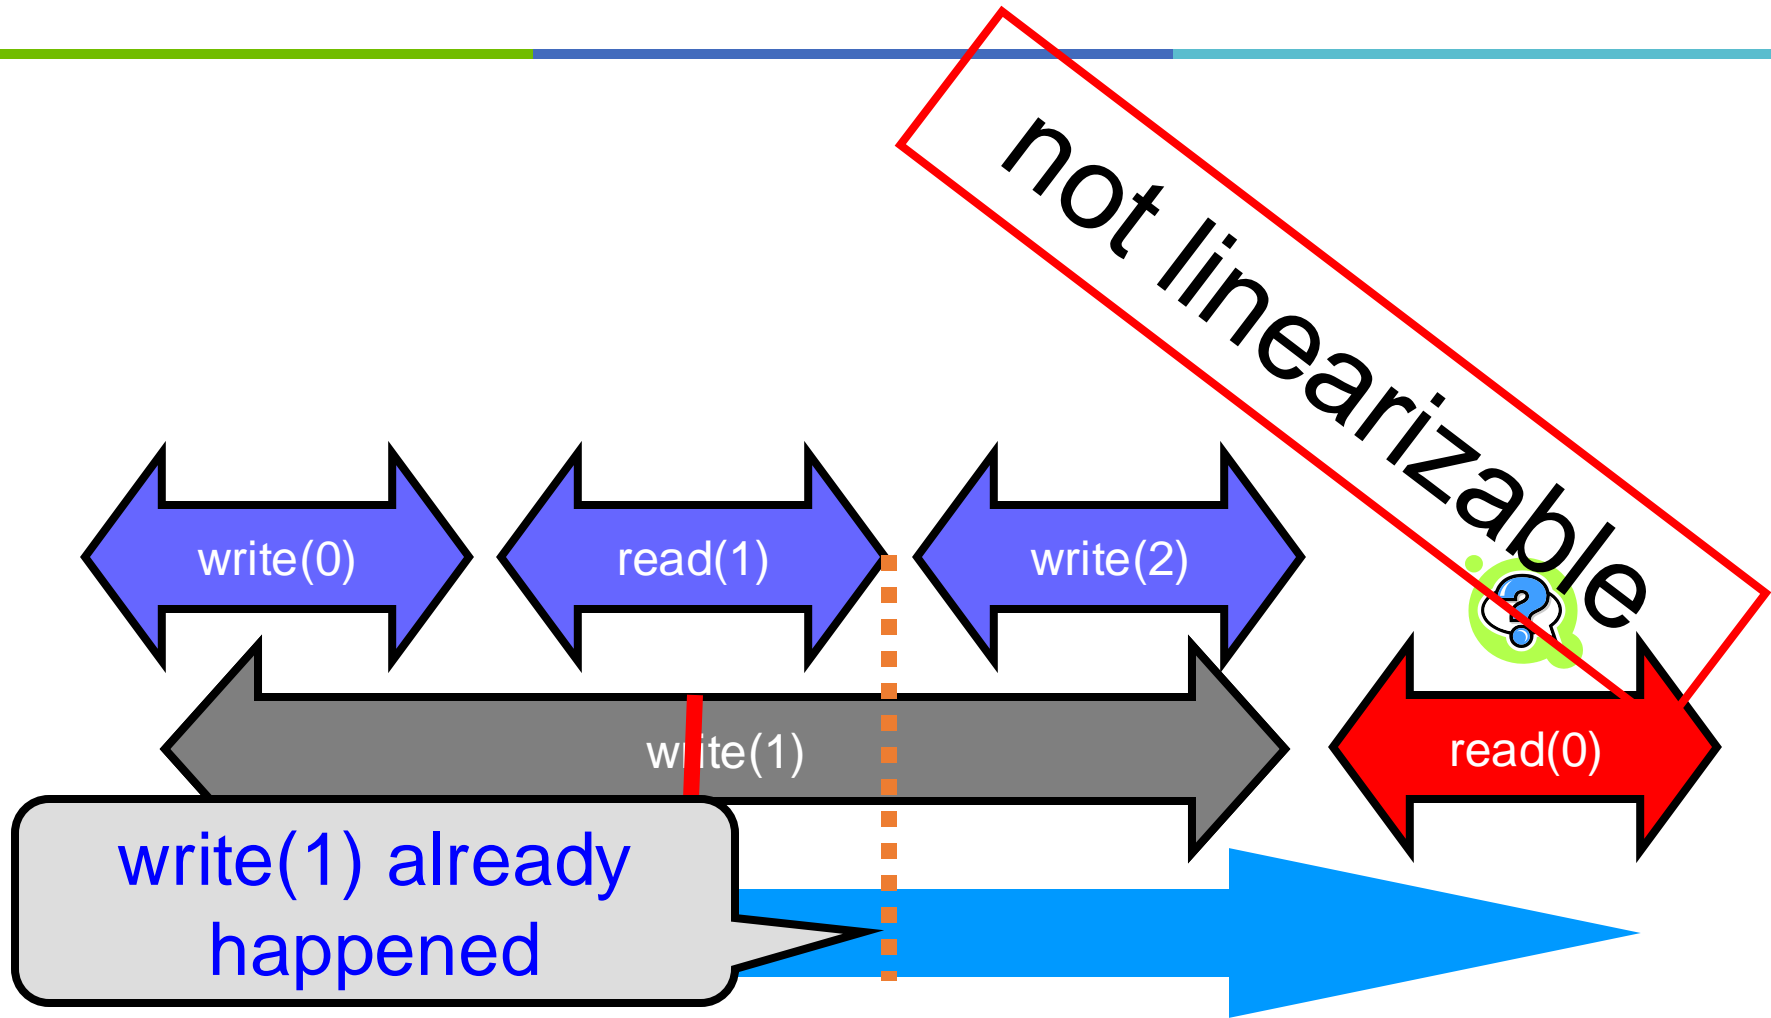 not linearizable
write(0)
read(1)
write(2)
?
write(1)
read(0)
write(1) already
happened